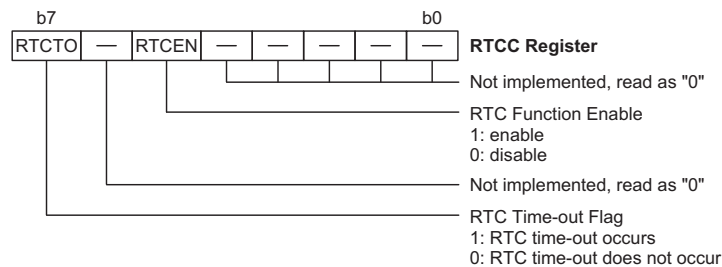 b7 b0
RTCTO — RTCEN — — — — — RTCC Register
Not implemented, read as "0"
RTC Function Enable
1: enable
0: disable
Not implemented, read as "0"
RTC Time-out Flag
1: RTC time-out occurs
0: RTC time-out does not occur